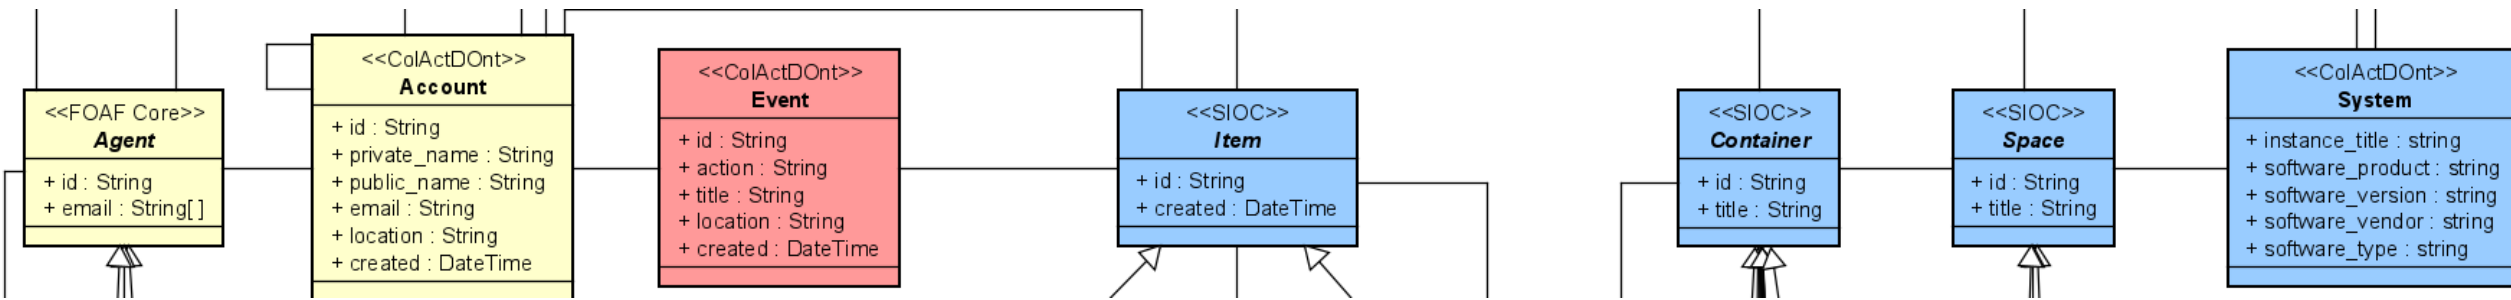 <<FOAF Core>>
Agent
+ id : String
+ email : String[ ]
<<ColActDOnt>>
Account
+ id : String
+ private_name : String
+ public_name : String
+ email : String
+ location : String
+ created : DateTime
<<ColActDOnt>>
Event
+ id : String
+ action : String
+ title : String
+ location : String
+ created : DateTime
<<SIOC>>
Item
+ id : String
+ created : DateTime
<<SIOC>>
Container
+ id : String
+ title : String
<<SIOC>>
Space
+ id : String
+ title : String
<<ColActDOnt>>
System
+ instance_title : string
+ software_product : string
+ software_version : string
+ software_vendor : string
+ software_type : string